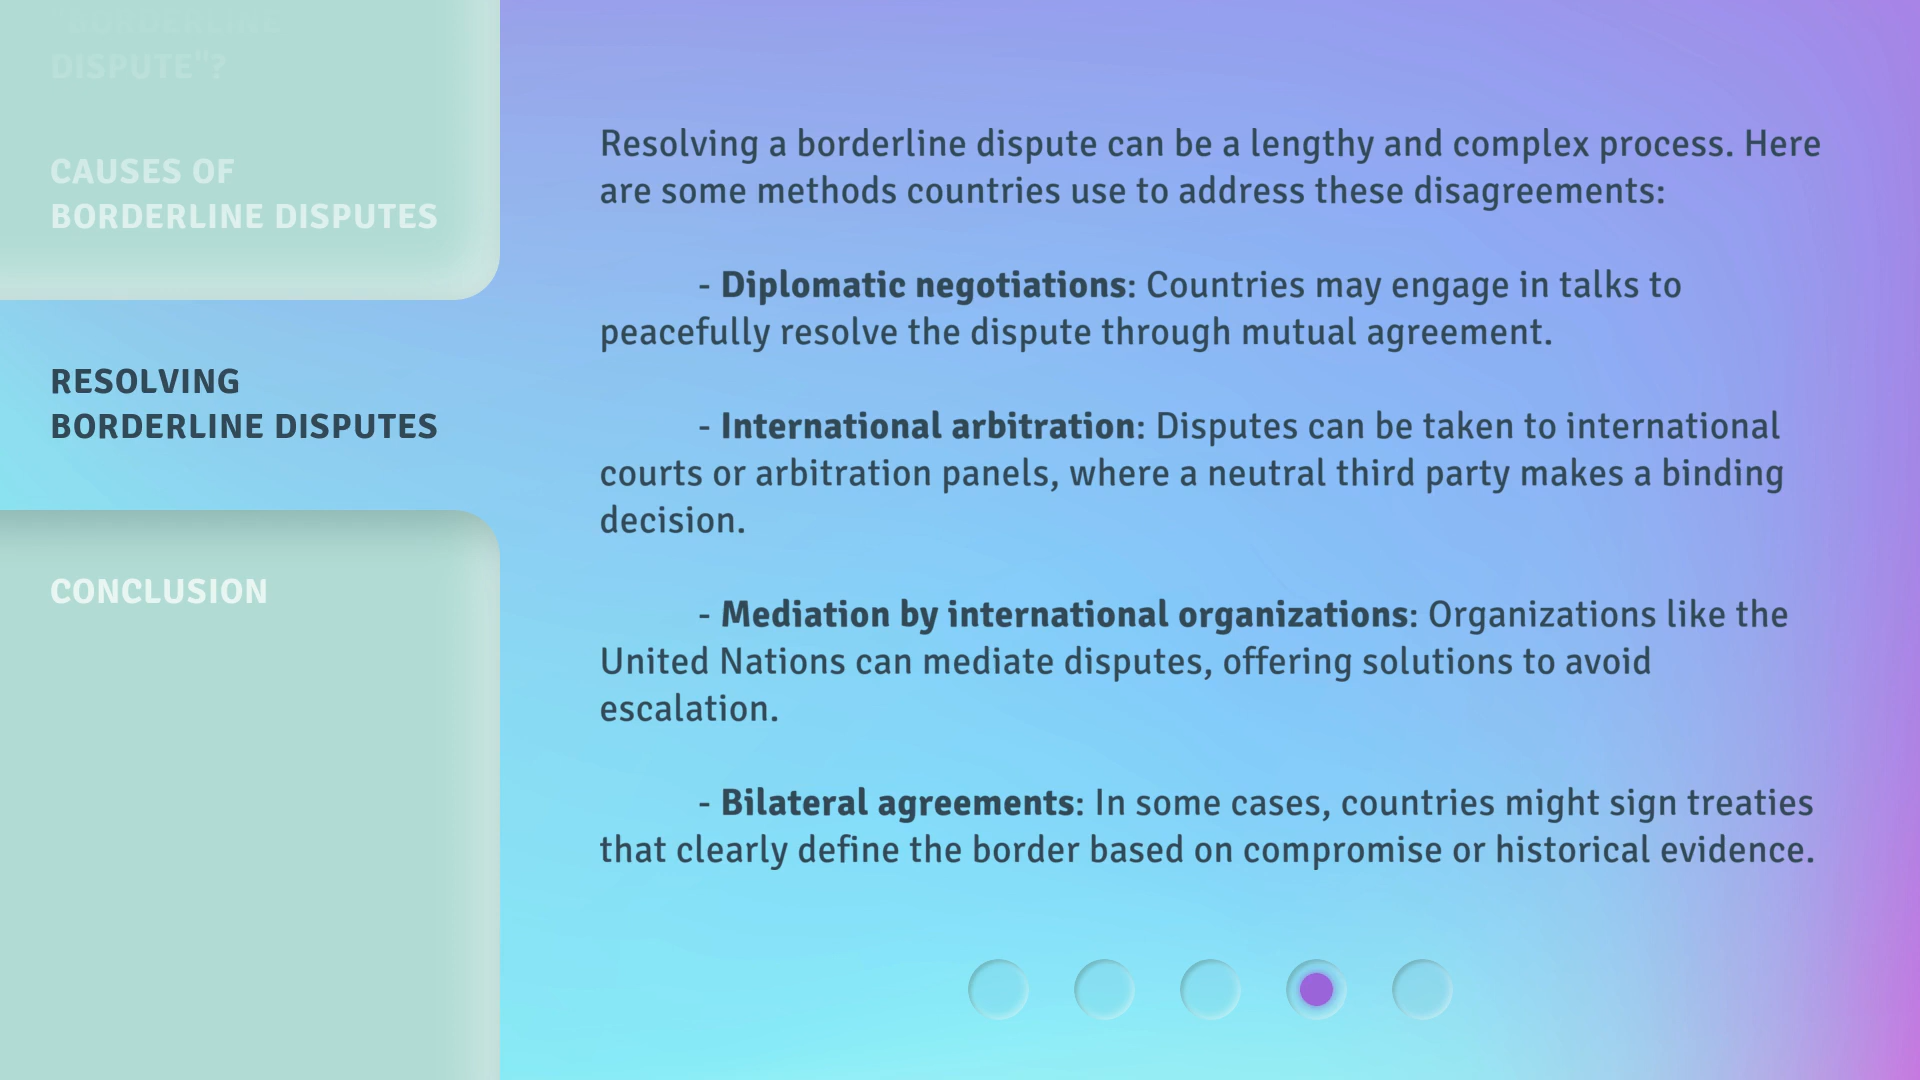 "BORDERLINE
DISPUTE"?
CAUSES OF
BORDERLINE DISPUTES
RESOLVING
BORDERLINE DISPUTES
CONCLUSION
Resolving a borderline dispute can be a lengthy and complex process. Here
are some methods countries use to address these disagreements:
- Diplomatic negotiations: Countries may engage in talks to
peacefully resolve the dispute through mutual agreement.
- International arbitration: Disputes can be taken to international
courts or arbitration panels, where a neutral third party makes a binding
decision.
- Mediation by international organizations: Organizations like the
United Nations can mediate disputes, offering solutions to avoid
escalation.
- Bilateral agreements: In some cases, countries might sign treaties
that clearly define the border based on compromise or historical evidence.